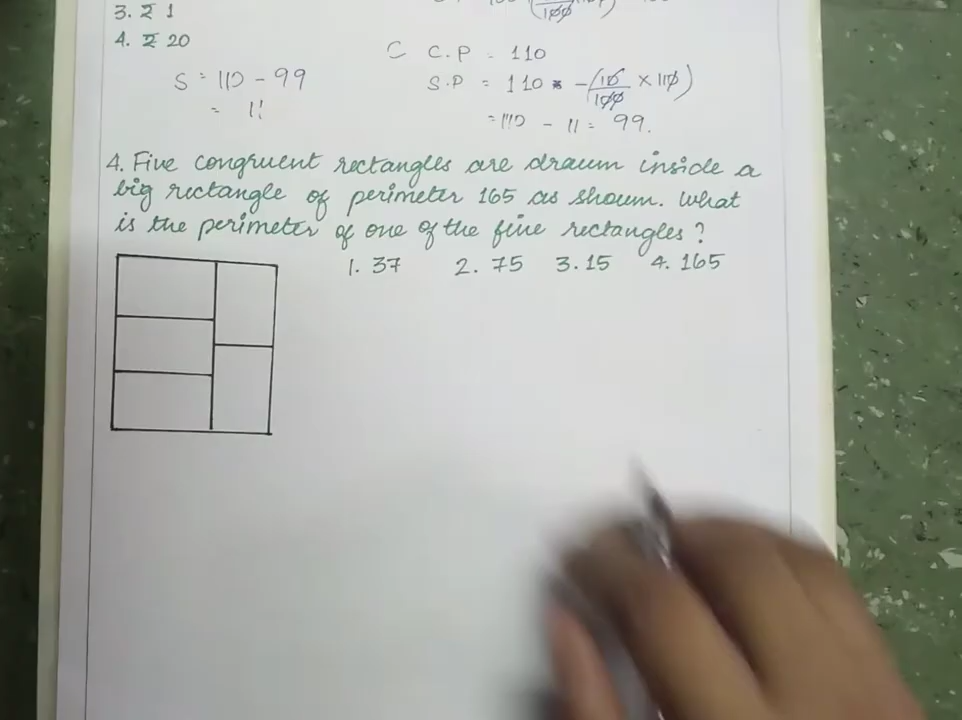 3. ₹ 1
4. ₹ 20
C C.P = 110
S = 110 - 99
S.P = 110 - (10/100 × 110)
= 11
= 110 - 11 = 99.
4. Five congruent rectangles are drawn inside a
big rectangle of perimeter 165 as shown. What
is the perimeter of one of the five rectangles?
1. 37 2. 75 3. 15 4. 165